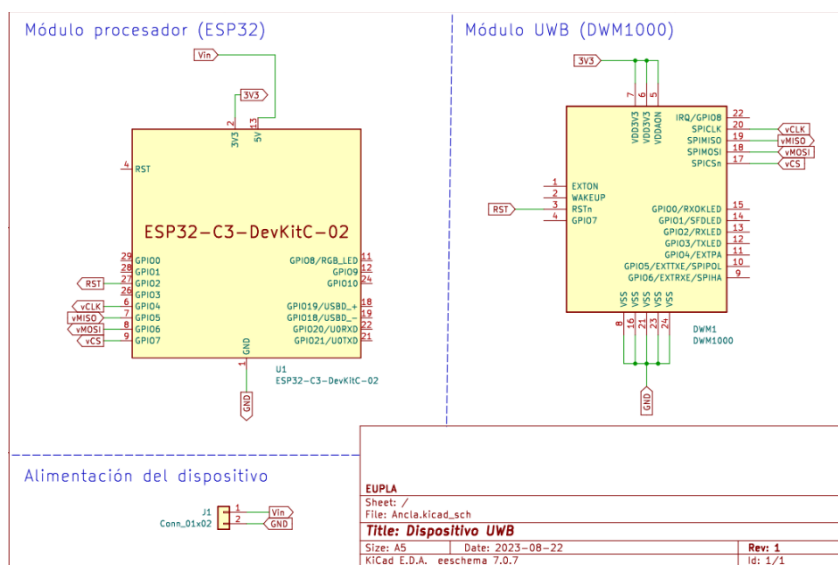 Módulo procesador (ESP32)
Vin
3V3
2
13
3V3
5V
4
RST
ESP32-C3-DevKitC-02
29
GPIO0
28
GPIO1
RST
27
GPIO2
26
GPIO3
vCLK
6
GPIO4
vMISO
7
GPIO5
vMOSI
8
GPIO6
vCS
9
GPIO7
GPIO8/RGB_LED
11
GPIO9
12
GPIO10
24
GPIO19/USBD_+
18
GPIO18/USBD_-
19
GPIO20/U0RXD
22
GPIO21/U0TXD
21
GND
1
U1
ESP32-C3-DevKitC-02
GND
Módulo UWB (DWM1000)
3V3
7
6
5
VDD3V3
VDD3V3
VDDAON
IRQ/GPIO8
22
SPICLK
20
vCLK
SPIMISO
19
vMISO
SPIMOSI
18
vMOSI
SPICSn
17
vCS
1
EXTON
2
WAKEUP
RST
3
RSTn
4
GPIO7
GPIO0/RXOKLED
15
GPIO1/SFDLED
14
GPIO2/RXLED
13
GPIO3/TXLED
12
GPIO4/EXTPA
11
GPIO5/EXTTXE/SPIPOL
10
GPIO6/EXTRXE/SPIHA
9
VSS
VSS
VSS
VSS
VSS
8
16
21
23
24
DWM1
DWM1000
GND
Alimentación del dispositivo
J1
Conn_01x02
1
Vin
2
GND
EUPLA
Sheet: /
File: Ancla.kicad_sch
Title: Dispositivo UWB
Size: A5
Date: 2023-08-22
Rev: 1
KiCad E.D.A. eeschema 7.0.7
Id: 1/1